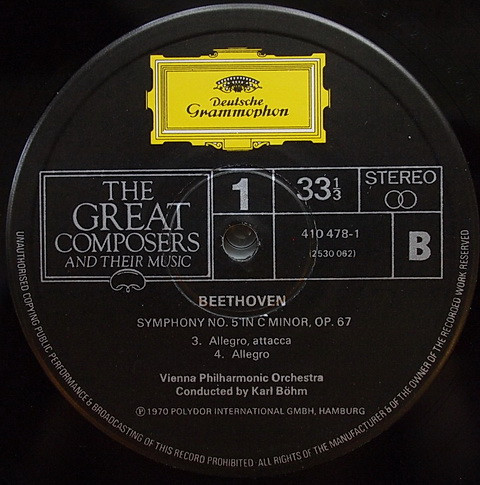 Deutsche
Grammophon
THE
GREAT
COMPOSERS
AND THEIR MUSIC
1
33⅓
STEREO
410 478-1
(2530 062)
B
BEETHOVEN
SYMPHONY NO. 5 IN C MINOR, OP. 67
3. Allegro, attacca
4. Allegro
Vienna Philharmonic Orchestra
Conducted by Karl Böhm
℗ 1970 POLYDOR INTERNATIONAL GMBH, HAMBURG
UNAUTHORISED COPYING PUBLIC PERFORMANCE & BROADCASTING OF THIS RECORD PROHIBITED· ALL RIGHTS OF THE MANUFACTURER & OF THE OWNER OF THE RECORDED WORK RESERVED